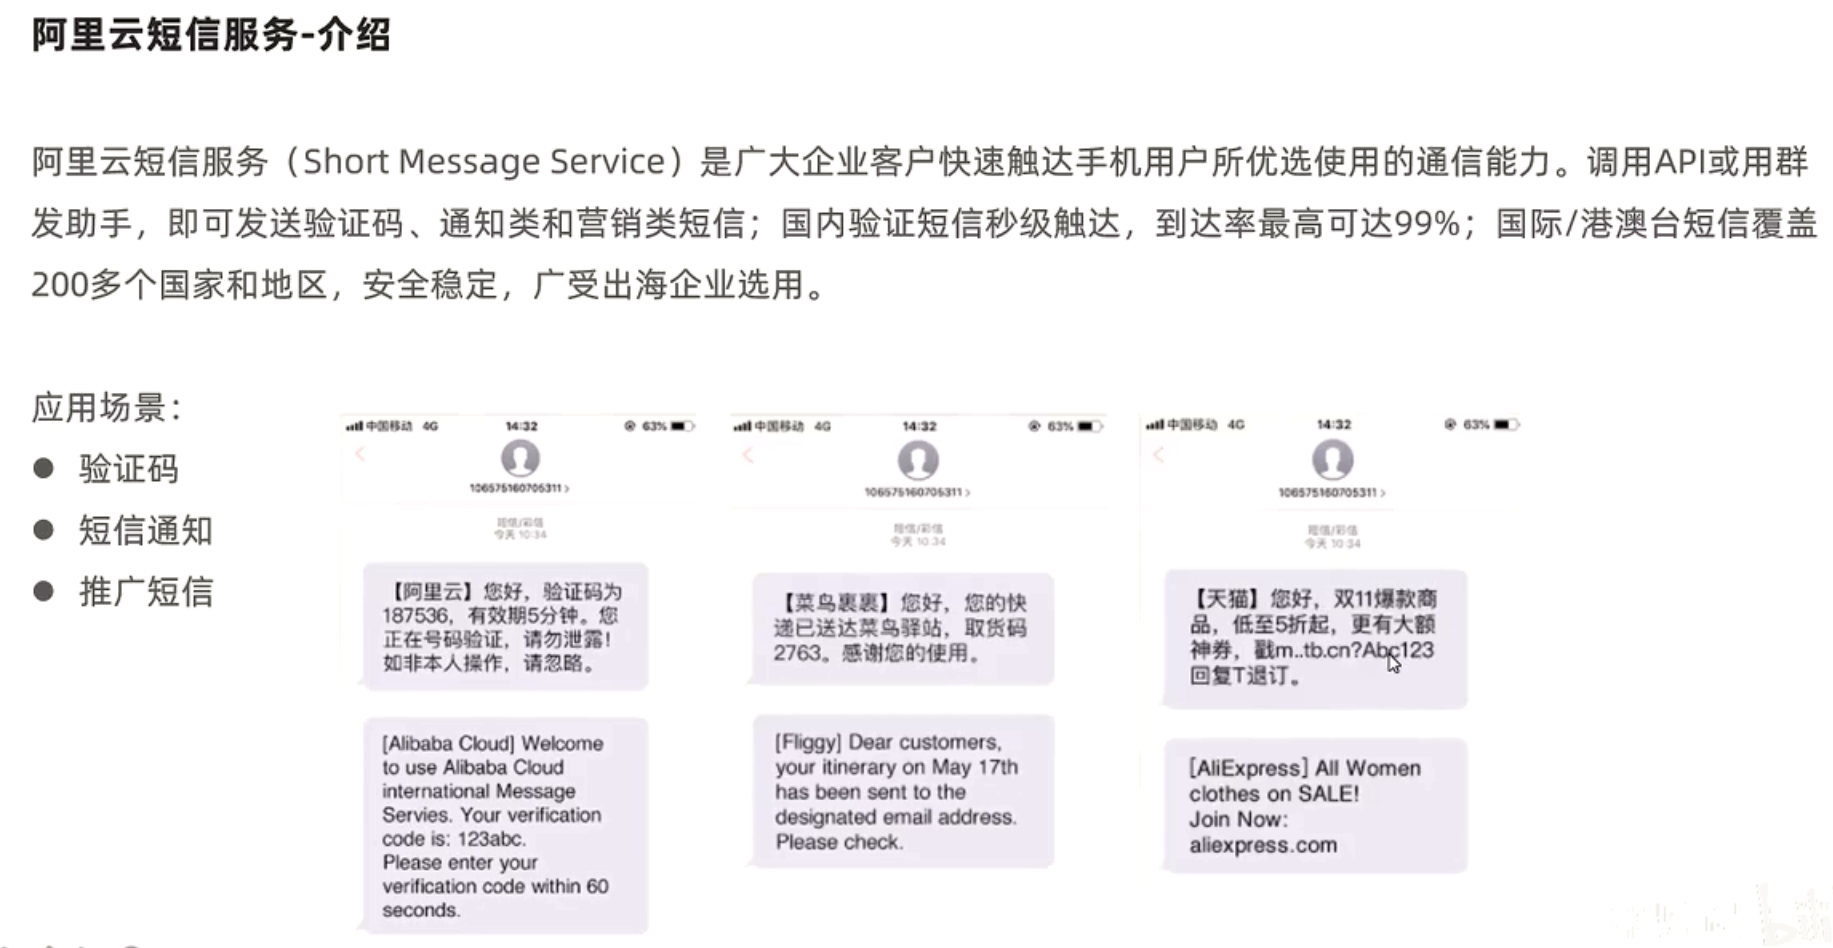 阿里云短信服务-介绍
阿里云短信服务（Short Message Service）是广大企业客户快速触达手机用户所优选使用的通信能力。调用API或用群
发助手，即可发送验证码、通知类和营销类短信；国内验证短信秒级触达，到达率最高可达99%；国际/港澳台短信覆盖
200多个国家和地区，安全稳定，广受出海企业选用。
应用场景：
● 验证码
● 短信通知
● 推广短信
中国移动 4G 14:32 63%
106575160705311 >
短信/彩信
今天 10:34
【阿里云】您好，验证码为
187536，有效期5分钟。您
正在号码验证，请勿泄露！
如非本人操作，请忽略。
[Alibaba Cloud] Welcome
to use Alibaba Cloud
international Message
Servies. Your verification
code is: 123abc.
Please enter your
verification code within 60
seconds.
中国移动 4G 14:32 63%
106575160705311 >
短信/彩信
今天 10:34
【菜鸟裹裹】您好，您的快
递已送达菜鸟驿站，取货码
2763。感谢您的使用。
[Fliggy] Dear customers,
your itinerary on May 17th
has been sent to the
designated email address.
Please check.
中国移动 4G 14:32 63%
106575160705311 >
短信/彩信
今天 10:34
【天猫】您好，双11爆款商
品，低至5折起，更有大额
神券，戳m..tb.cn?Abc123
回复T退订。
[AliExpress] All Women
clothes on SALE!
Join Now:
aliexpress.com